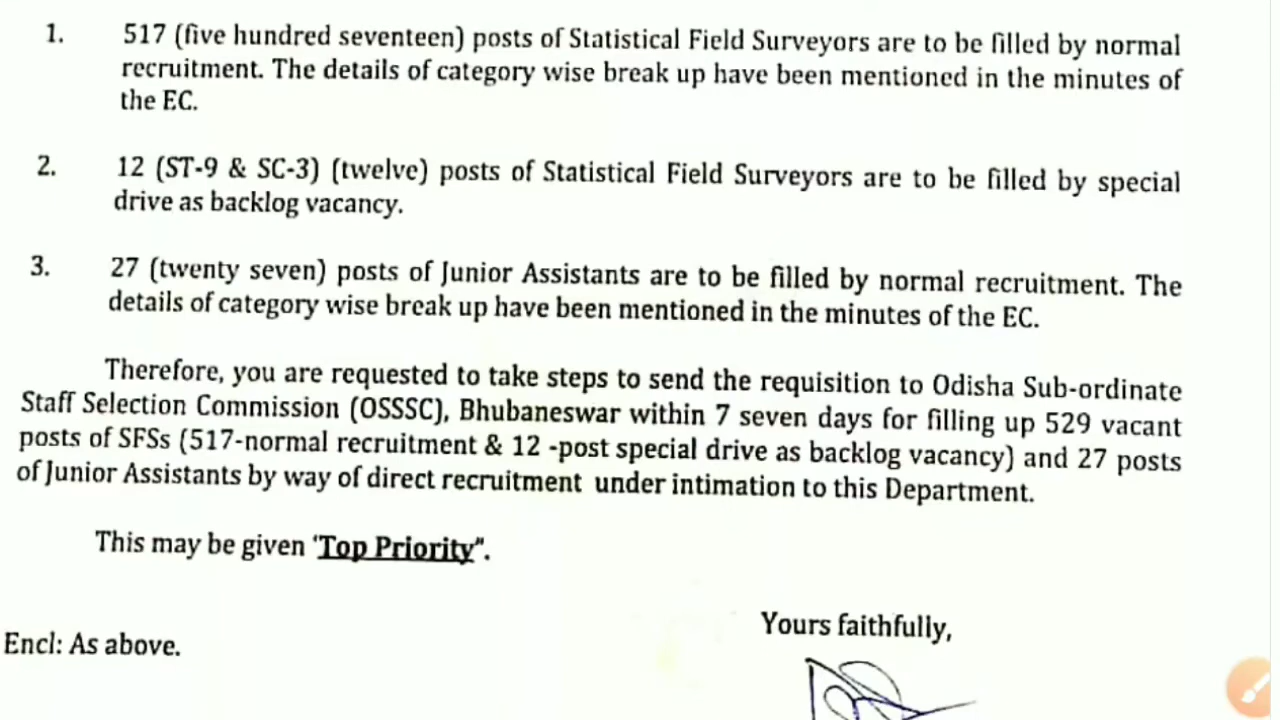 1. 517 (five hundred seventeen) posts of Statistical Field Surveyors are to be filled by normal
recruitment. The details of category wise break up have been mentioned in the minutes of
the EC.
2. 12 (ST-9 & SC-3) (twelve) posts of Statistical Field Surveyors are to be filled by special
drive as backlog vacancy.
3. 27 (twenty seven) posts of Junior Assistants are to be filled by normal recruitment. The
details of category wise break up have been mentioned in the minutes of the EC.
Therefore, you are requested to take steps to send the requisition to Odisha Sub-ordinate
Staff Selection Commission (OSSSC), Bhubaneswar within 7 seven days for filling up 529 vacant
posts of SFSs (517-normal recruitment & 12 -post special drive as backlog vacancy) and 27 posts
of Junior Assistants by way of direct recruitment under intimation to this Department.
This may be given 'Top Priority".
Yours faithfully,
Encl: As above.